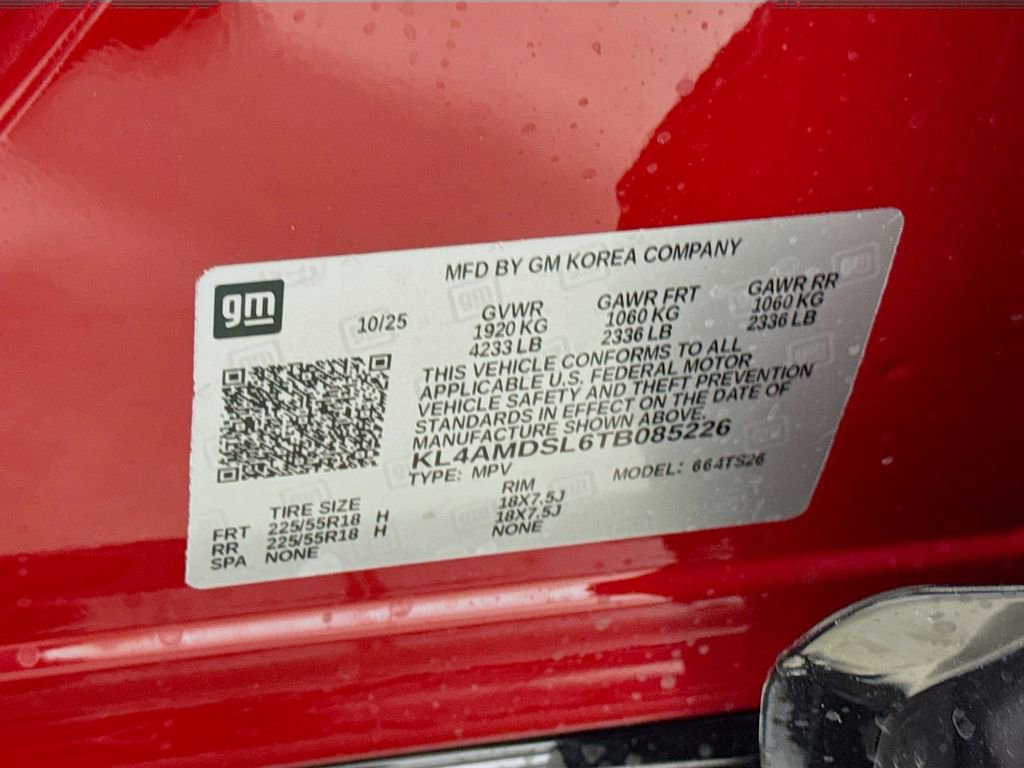 gm
MFD BY GM KOREA COMPANY
10/25
GVWR
1920 KG
4233 LB
GAWR FRT
1060 KG
2336 LB
GAWR RR
1060 KG
2336 LB
THIS VEHICLE CONFORMS TO ALL
APPLICABLE U.S. FEDERAL MOTOR
VEHICLE SAFETY AND THEFT PREVENTION
STANDARDS IN EFFECT ON THE DATE OF
MANUFACTURE SHOWN ABOVE.
KL4AMDSL6TB085226
TYPE: MPV MODEL: 664TS26
TIRE SIZE RIM
FRT 225/55R18 H 18X7.5J
RR 225/55R18 H 18X7.5J
SPA NONE NONE